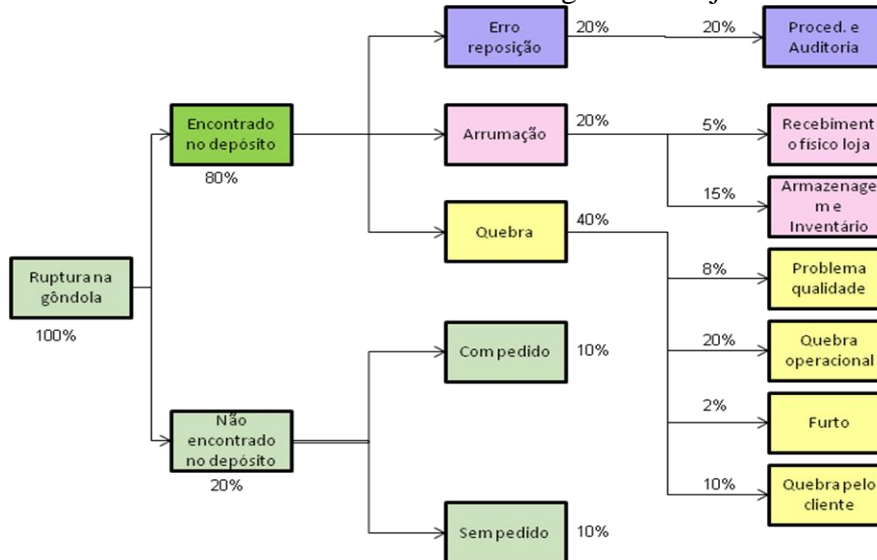 Erro
reposição
20%
20%
Proced. e
Auditoria
Encontrado
no depósito
80%
Arrumação
20%
5%
Recebiment
o físico loja
15%
Armazenage
m e
Inventário
Quebra
40%
Ruptura na
gôndola
100%
8%
Problema
qualidade
20%
Quebra
operacional
Com pedido
10%
2%
Furto
Não
encontrado
no depósito
20%
10%
Quebra pelo
cliente
Sem pedido
10%